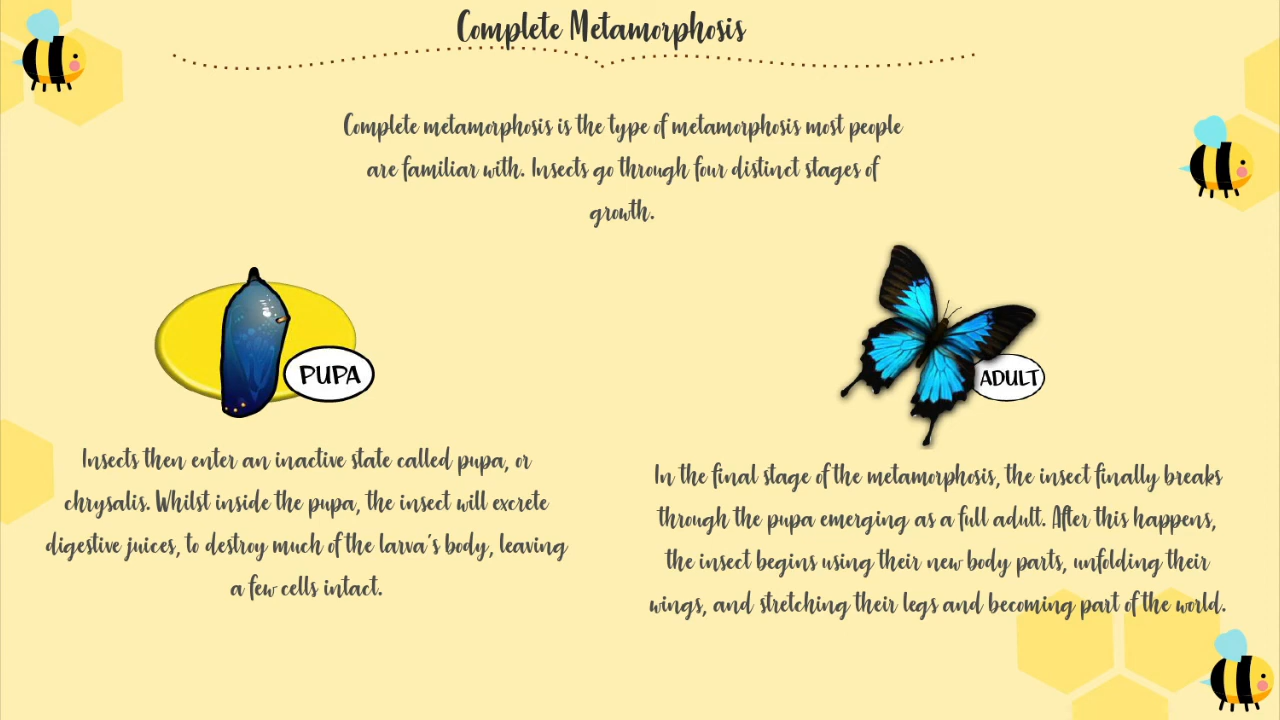 Complete Metamorphosis
Complete metamorphosis is the type of metamorphosis most people
are familiar with. Insects go through four distinct stages of
growth.
PUPA
ADULT
Insects then enter an inactive state called pupa, or
chrysalis. Whilst inside the pupa, the insect will excrete
digestive juices, to destroy much of the larva's body, leaving
a few cells intact.
In the final stage of the metamorphosis, the insect finally breaks
through the pupa emerging as a full adult. After this happens,
the insect begins using their new body parts, unfolding their
wings, and stretching their legs and becoming part of the world.